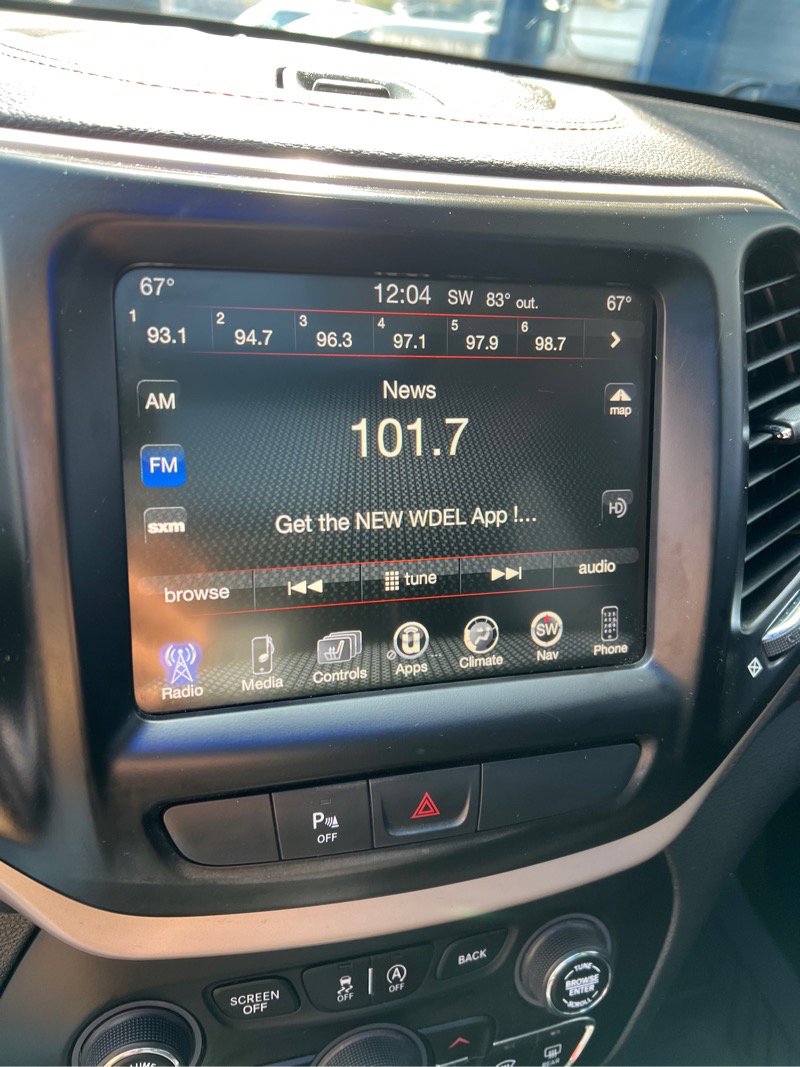 67° 12:04 SW 83° out. 67°
1 93.1 2 94.7 3 96.3 4 97.1 5 97.9 6 98.7
AM News map
101.7
FM
sxm Get the NEW WDEL App !... HD
browse tune audio
Radio Media Controls Apps Climate SW Nav Phone
P OFF
SCREEN OFF OFF A OFF BACK
TUNE
BROWSE
ENTER
SCROLL
REAR